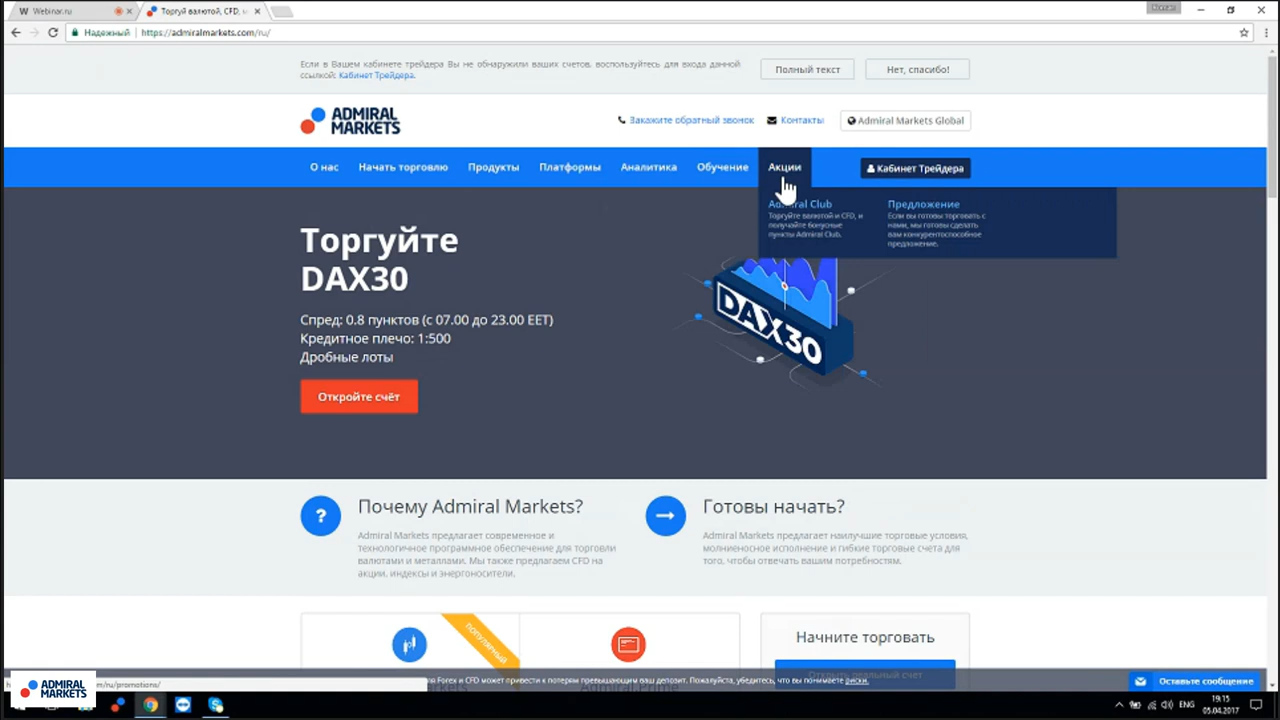 Webinar.ru
Торгуй валютой, CFD,
Надежный
https://admiralmarkets.com/ru/
Если в Вашем кабинете трейдера Вы не обнаружили ваших счетов, воспользуйтесь для входа данной
ссылкой: Кабинет Трейдера.
Полный текст
Нет, спасибо!
ADMIRAL
MARKETS
Закажите обратный звонок
Контакты
Admiral Markets Global
О нас
Начать торговлю
Продукты
Платформы
Аналитика
Обучение
Акции
Кабинет Трейдера
Admiral Club
Торгуйте валютой и CFD, и
получайте бонусные
пункты Admiral Club.
Предложение
Если вы готовы торговать с
нами, мы готовы сделать
вам конкурентоспособное
предложение.
Торгуйте
DAX30
Спред: 0.8 пунктов (с 07.00 до 23.00 EET)
Кредитное плечо: 1:500
Дробные лоты
Откройте счёт
DAX30
Почему Admiral Markets?
Admiral Markets предлагает современное и
технологичное программное обеспечение для торговли
валютами и металлами. Мы также предлагаем CFD на
акции, индексы и энергоносители.
Готовы начать?
Admiral Markets предлагает наилучшие торговые условия,
молниеносное исполнение и гибкие торговые счета для
того, чтобы отвечать вашим потребностям.
ПОПУЛЯРНЫЙ
Начните торговать
Forex и CFD может привести к потерям превышающим ваш депозит. Пожалуйста, убедитесь, что вы понимаете риски.
Оставьте сообщение
ADMIRAL
MARKETS
/ru/promotions/
ENG
19:15
05.04.2017